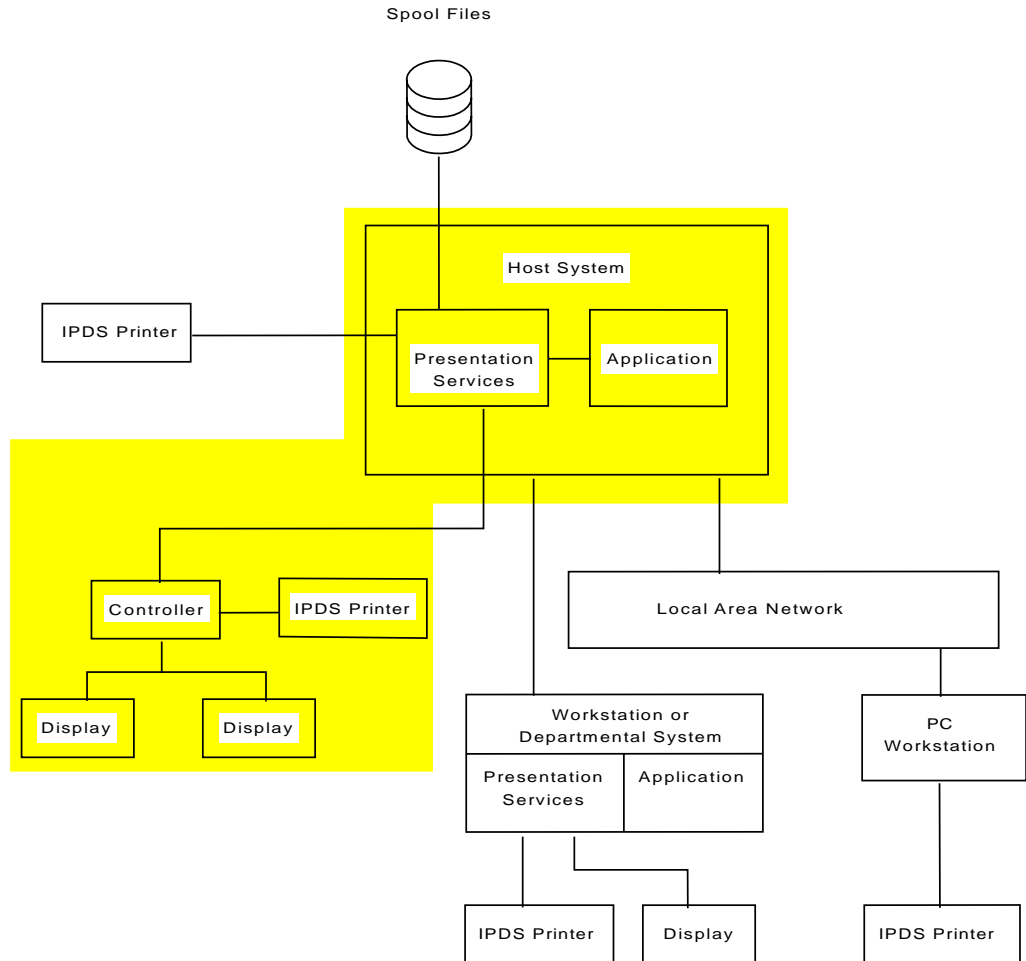 Spool Files
Host System
IPDS Printer
Presentation
Services
Application
Controller
IPDS Printer
Local Area Network
Display
Display
Workstation or
Departmental System
PC
Workstation
Presentation
Services
Application
IPDS Printer
Display
IPDS Printer